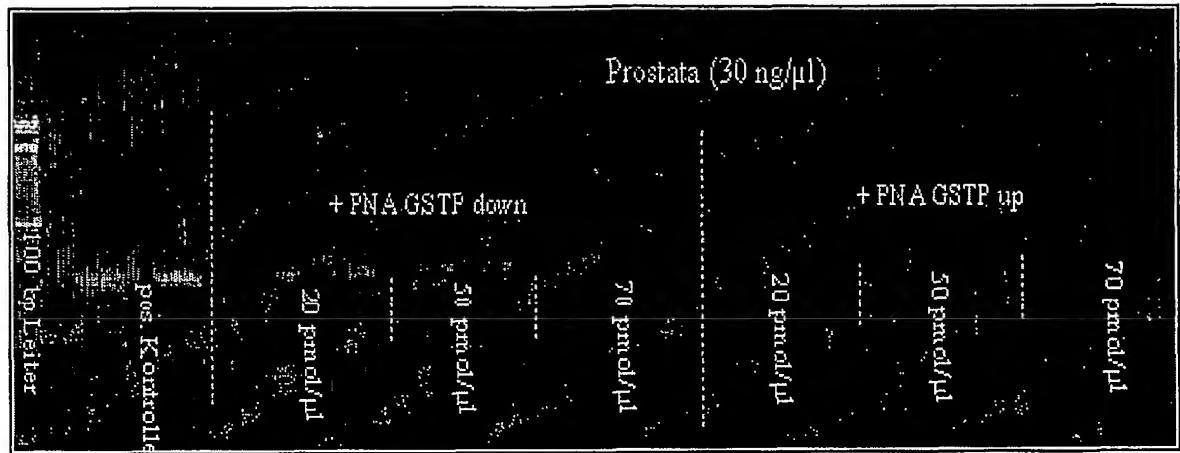 Prostata (30 ng/µl)
+ PNA GSTP down
+ PNA GSTP up
100 bp Leiter
pos. Kontrolle
20 pmol/µl
50 pmol/µl
70 pmol/µl
20 pmol/µl
50 pmol/µl
70 pmol/µl